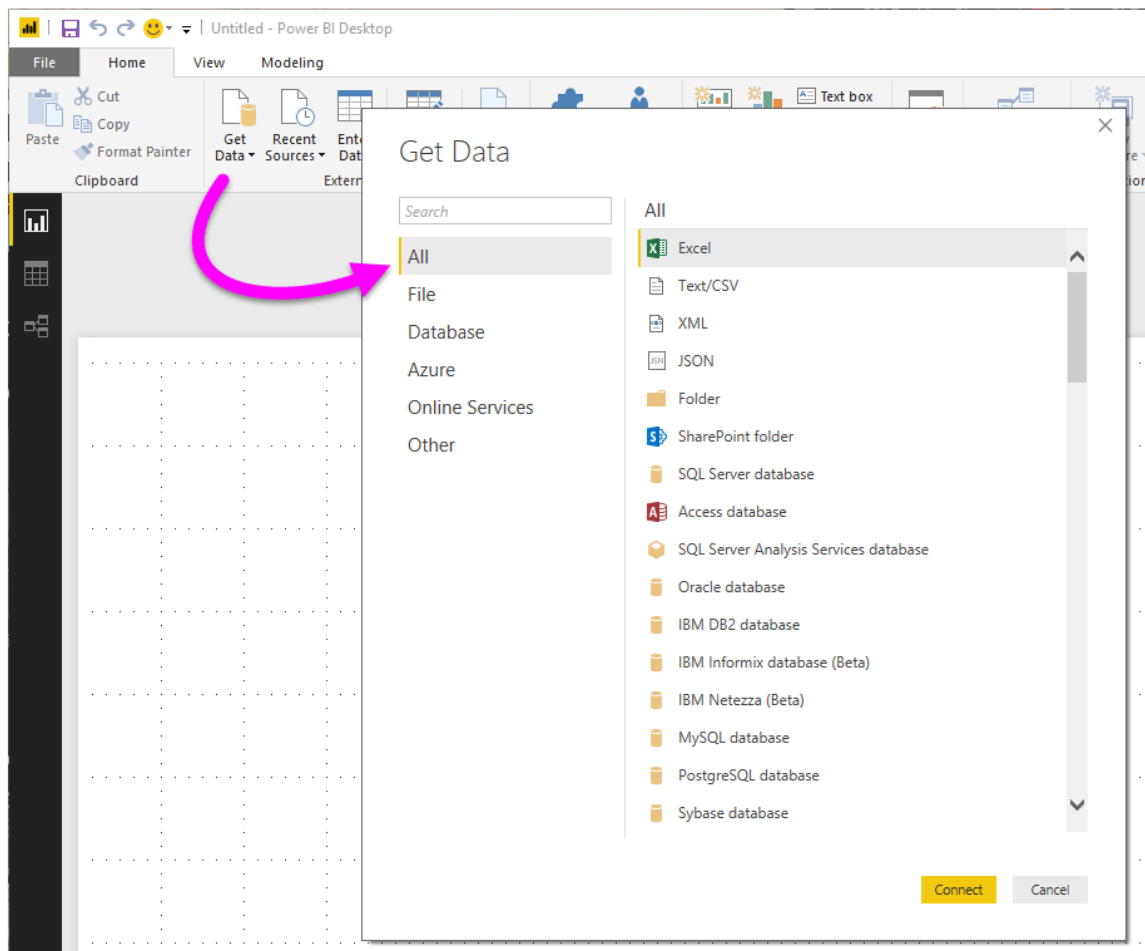 Untitled - Power BI Desktop
File Home View Modeling
Cut
Copy
Format Painter
Paste
Clipboard
Get Data
Recent Sources
Text box
Get Data
Search
All
File
Database
Azure
Online Services
Other
All
Excel
Text/CSV
XML
JSON
Folder
SharePoint folder
SQL Server database
Access database
SQL Server Analysis Services database
Oracle database
IBM DB2 database
IBM Informix database (Beta)
IBM Netezza (Beta)
MySQL database
PostgreSQL database
Sybase database
Connect Cancel